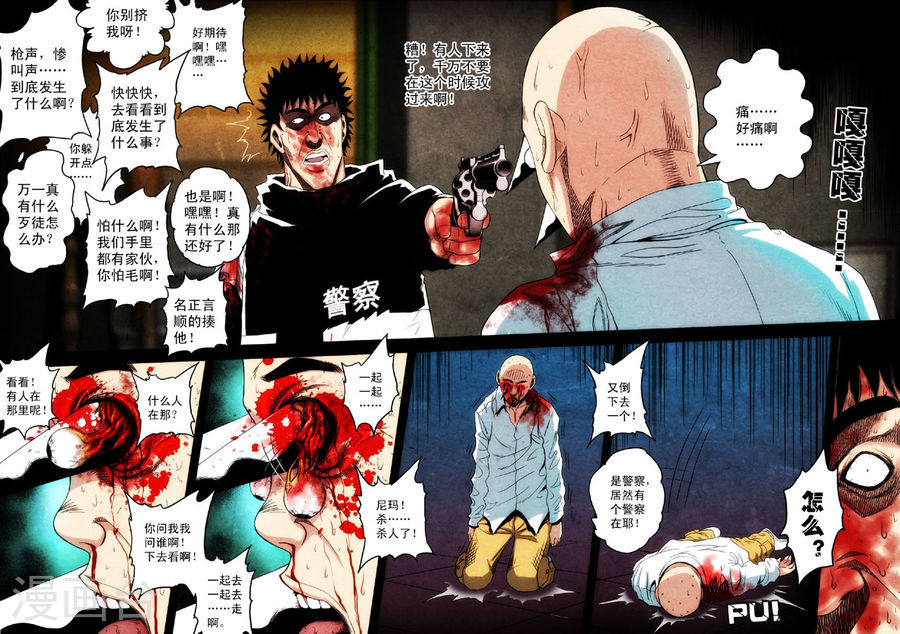 你别挤
我呀！
枪声，惨
叫声……
到底发生
了什么啊？
好期待
啊！嘿
嘿嘿…
…
快快快，
去看看到
底发生了
什么事？
你躲
开点…
…
万一真
有什么
歹徒怎
么办？
怕什么啊！
我们手里
都有家伙，
你怕毛啊！
也是啊！
嘿嘿！真
有什么那
还好了！
名正言
顺的揍
他！
警察
糟！有人下来
了，千万不要
在这个时候攻
过来啊！
痛……
好痛啊
……
嘎嘎嘎……
看看！
有人在
那里呢！
什么人
在那？
你问我我
问谁啊！
下去看啊！
一起
一起
……
一起去
一起去
……走
啊。
尼玛！
杀……
杀人了！
又倒
下去
一个！
是警察，
居然有
个警察
在耶！
怎么？
PU!
漫画台